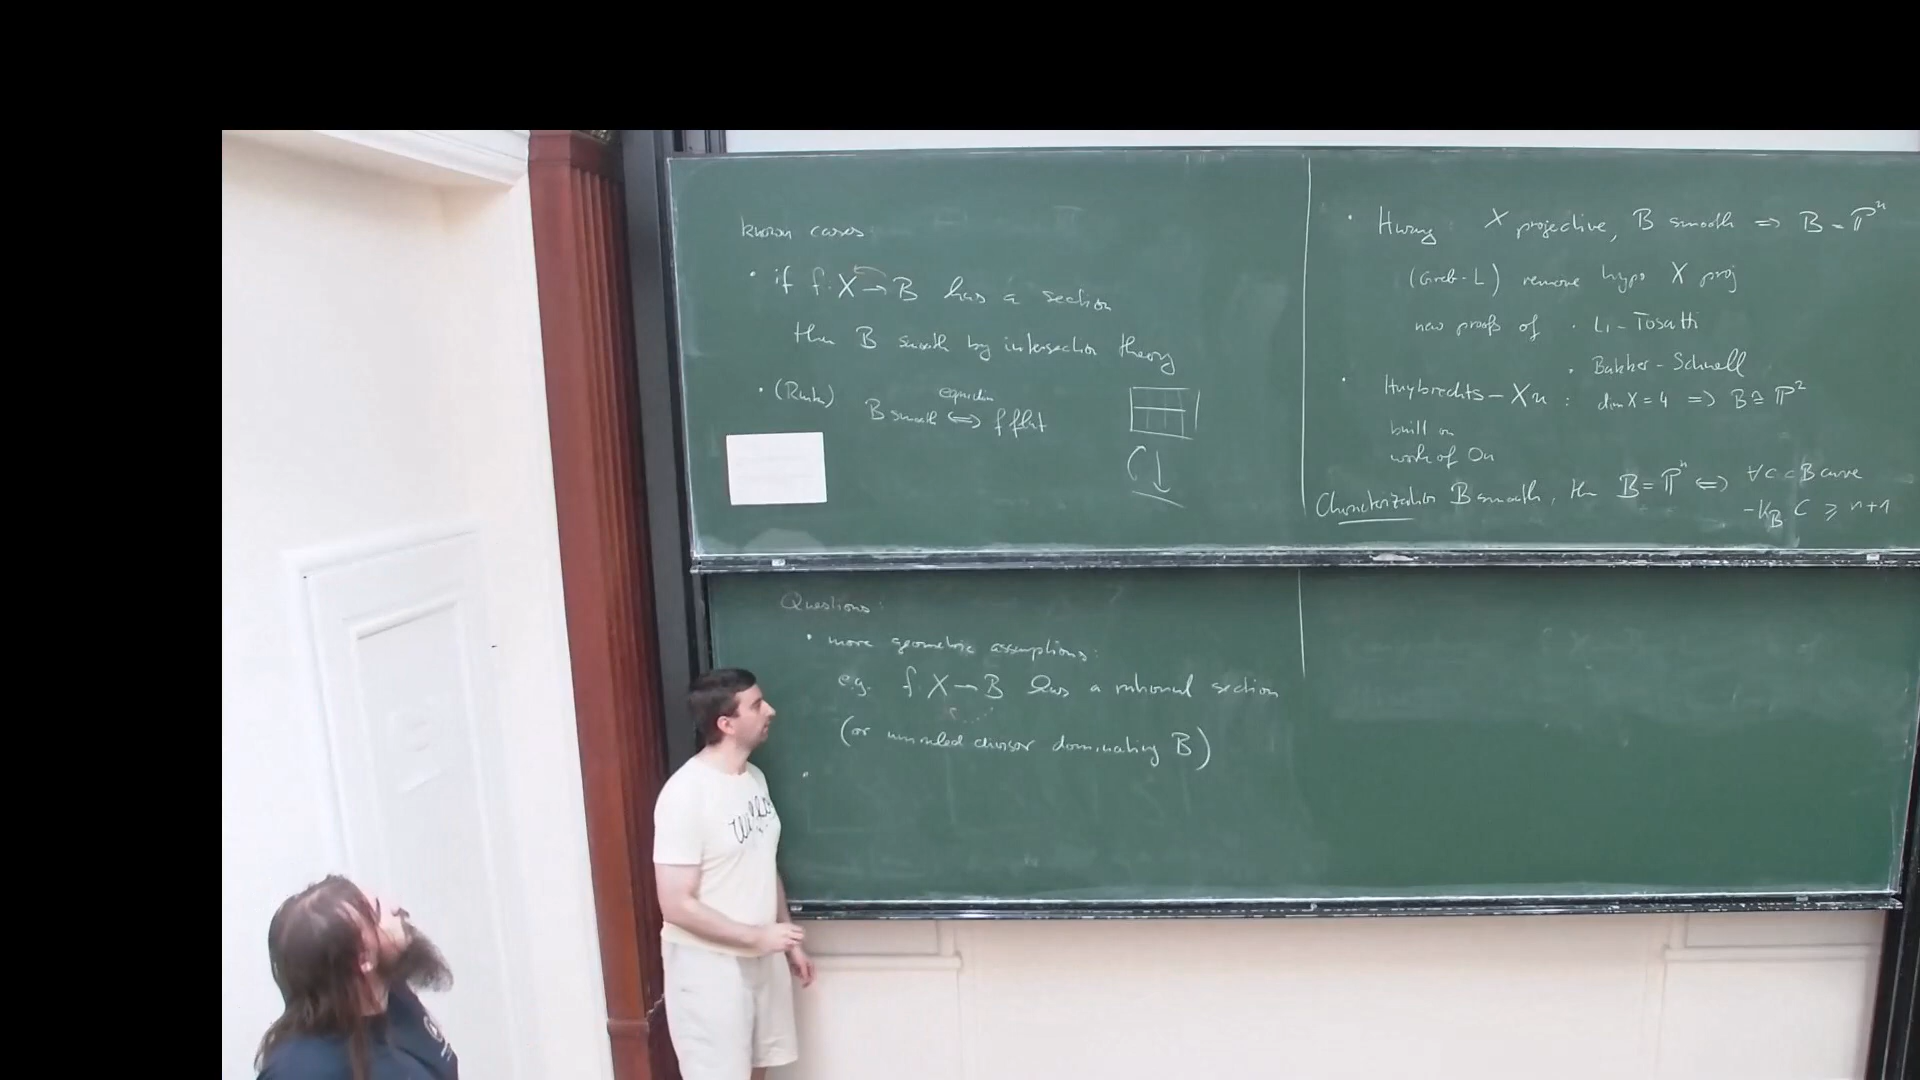 known cases:
• if f: X → B has a section
then B smooth by intersection theory
• (Rmk) B smooth ⟺ f flat
equidim
• Hwang: X projective, B smooth ⇒ B = ℙⁿ
(Greb-L) remove hypo X proj
new proofs of • Li - Tosatti
• Bakker - Schnell
• Huybrechts - Xu : dim X = 4 ⇒ B ≅ ℙ²
built on
work of Ou
Characterization B smooth, then B = ℙⁿ ⟺ ∀ C ⊂ B curve
-K_B C ≥ n+1
Questions:
• more geometric assumptions:
e.g. f: X → B has a rational section
(or uniruled divisor dominating B)
•